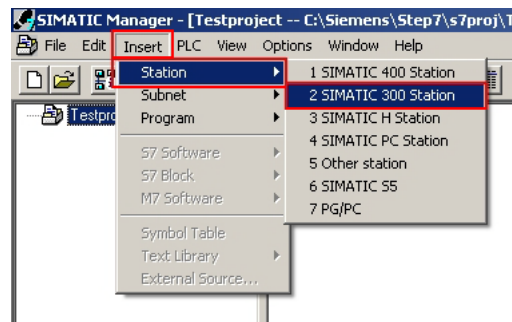 SIMATIC Manager - [Testproject -- C:\Siemens\Step7\s7proj\T
File Edit Insert PLC View Options Window Help
Station
Subnet
Program
S7 Software
S7 Block
M7 Software
Symbol Table
Text Library
External Source...
1 SIMATIC 400 Station
2 SIMATIC 300 Station
3 SIMATIC H Station
4 SIMATIC PC Station
5 Other station
6 SIMATIC S5
7 PG/PC
Testpro